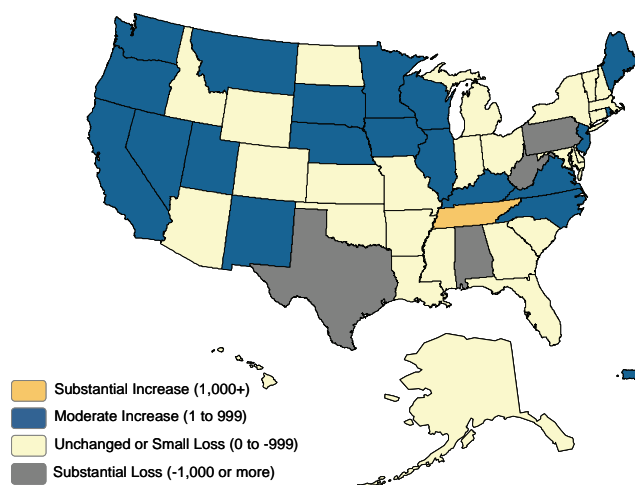 Substantial Increase (1,000+)
Moderate Increase (1 to 999)
Unchanged or Small Loss (0 to -999)
Substantial Loss (-1,000 or more)